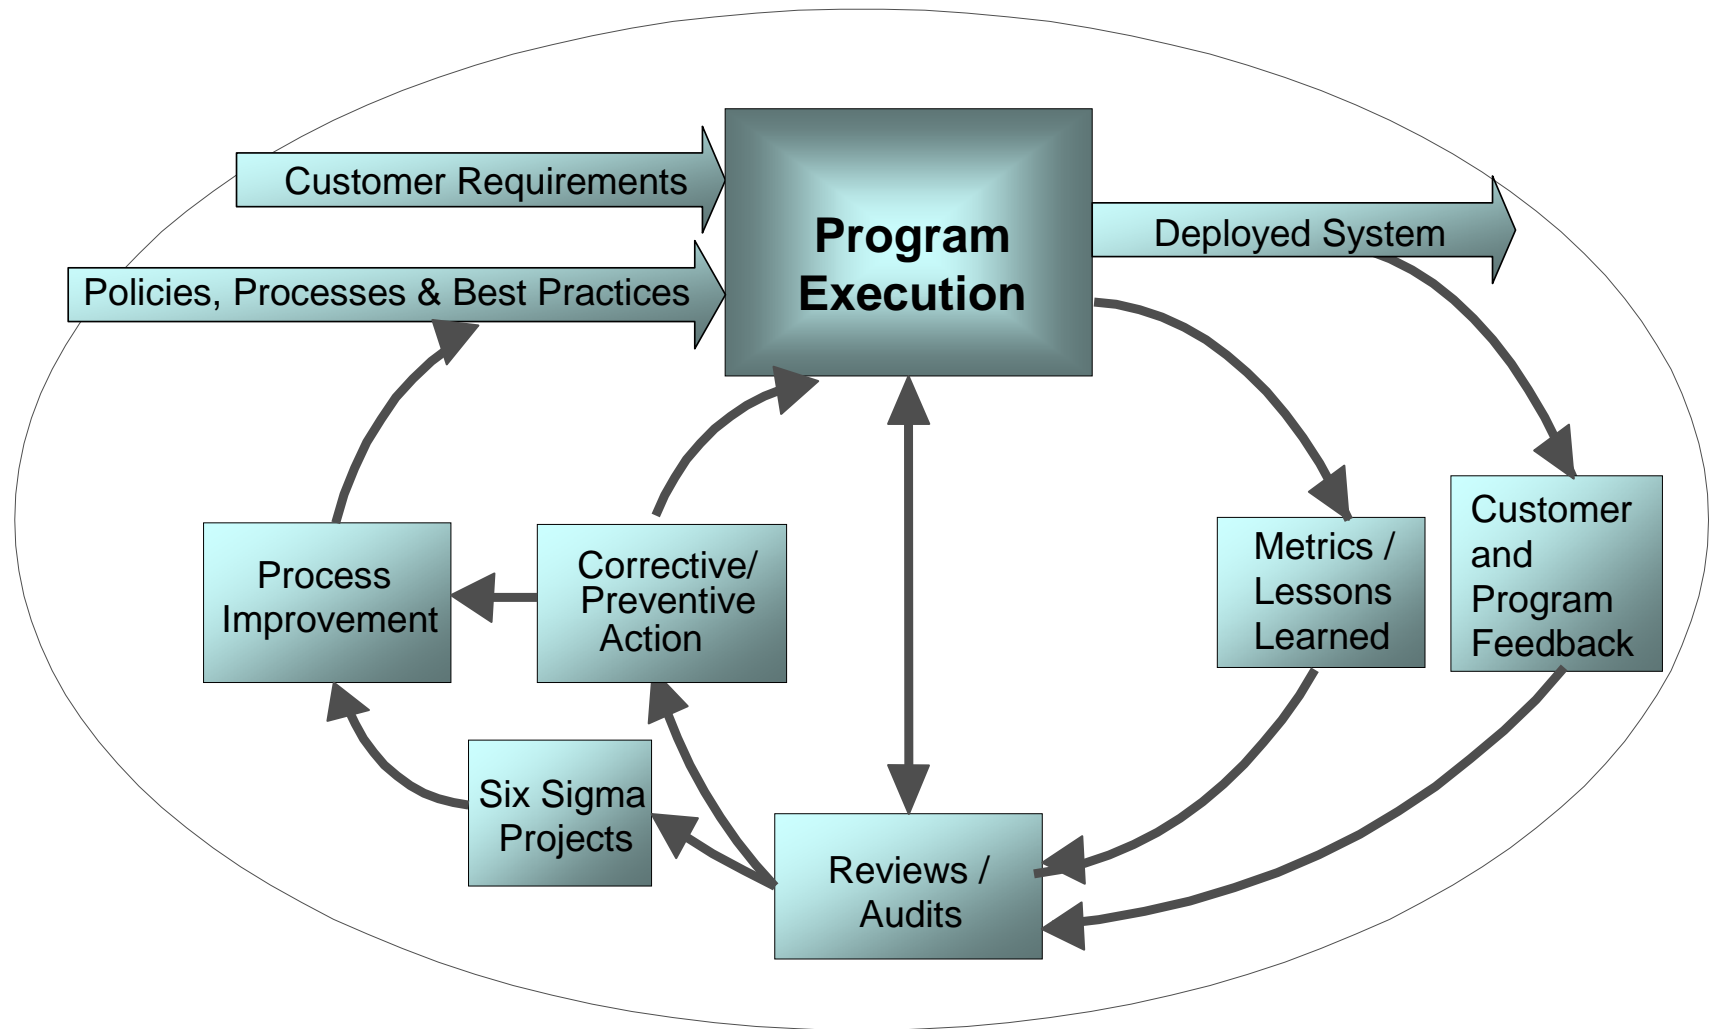 Customer Requirements
Policies, Processes & Best Practices
Program
Execution
Deployed System
Process
Improvement
Corrective/
Preventive
Action
Metrics /
Lessons
Learned
Customer
and
Program
Feedback
Six Sigma
Projects
Reviews /
Audits